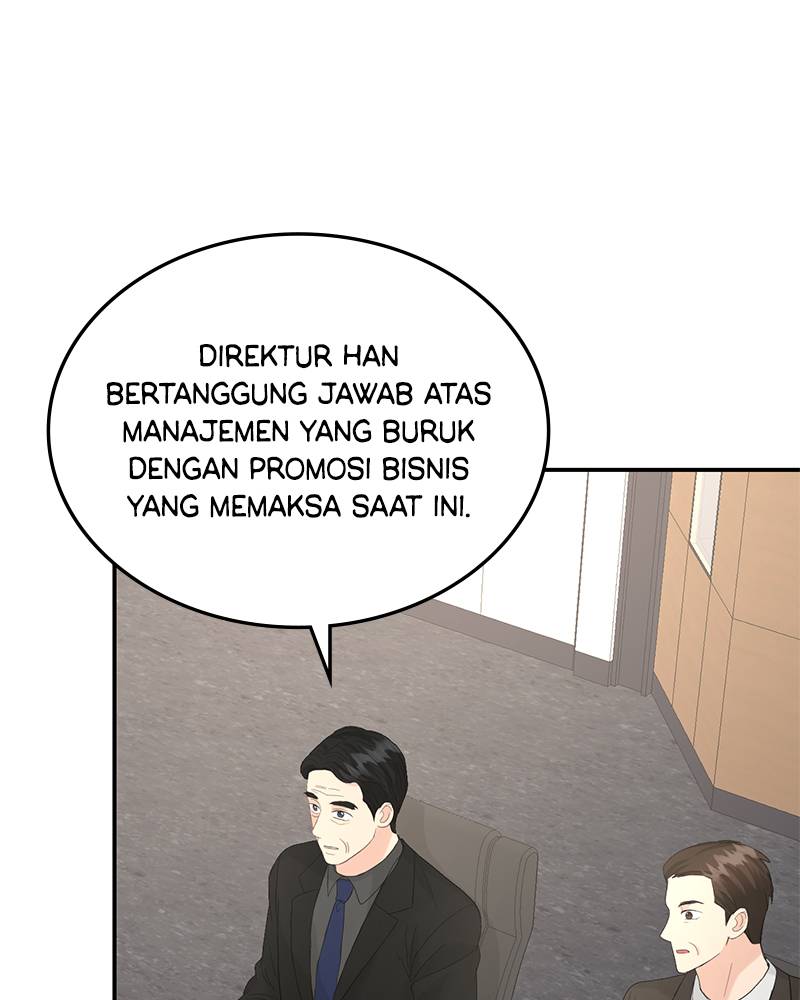 DIREKTUR HAN
BERTANGGUNG JAWAB ATAS
MANAJEMEN YANG BURUK
DENGAN PROMOSI BISNIS
YANG MEMAKSA SAAT INI.